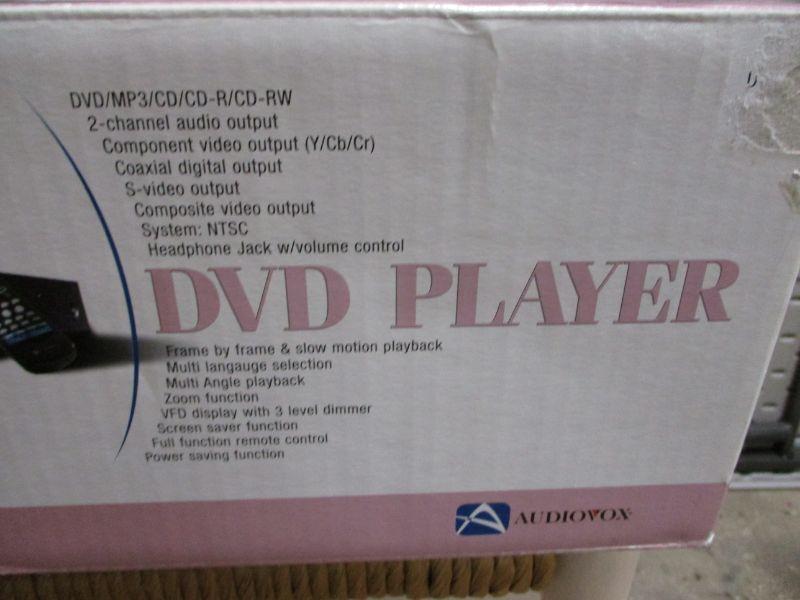 DVD/MP3/CD/CD-R/CD-RW
2-channel audio output
Component video output (Y/Cb/Cr)
Coaxial digital output
S-video output
Composite video output
System: NTSC
Headphone Jack w/volume control
DVD PLAYER
Frame by frame & slow motion playback
Multi langauge selection
Multi Angle playback
Zoom function
VFD display with 3 level dimmer
Screen saver function
Full function remote control
Power saving function
AUDIOVOX